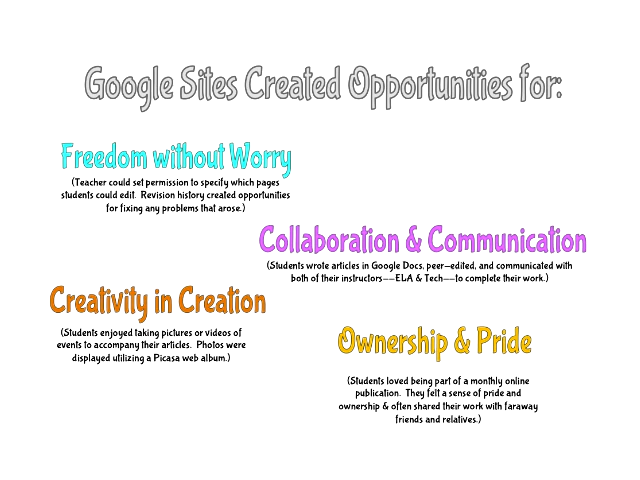 Google Sites Created Opportunities for:
Freedom without Worry
(Teacher could set permission to specify which pages
students could edit. Revision history created opportunities
for fixing any problems that arose.)
Collaboration & Communication
(Students wrote articles in Google Docs, peer-edited, and communicated with
both of their instructors--ELA & Tech--to complete their work.)
Creativity in Creation
(Students enjoyed taking pictures or videos of
events to accompany their articles. Photos were
displayed utilizing a Picasa web album.)
Ownership & Pride
(Students loved being part of a monthly online
publication. They felt a sense of pride and
ownership & often shared their work with faraway
friends and relatives.)